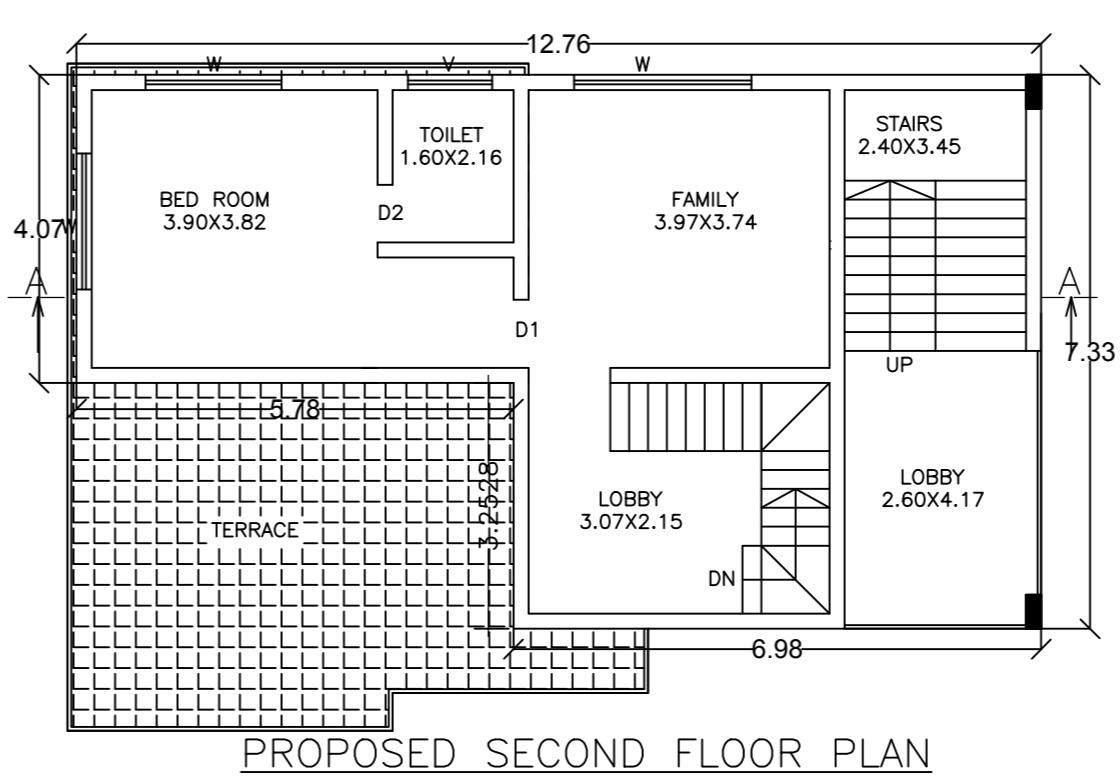 12.76
W
V
W
STAIRS
2.40X3.45
TOILET
1.60X2.16
BED ROOM
3.90X3.82
D2
FAMILY
3.97X3.74
4.07
W
A
A
D1
7.33
UP
5.78
LOBBY
2.60X4.17
LOBBY
3.07X2.15
3.2528
TERRACE
DN
6.98
PROPOSED SECOND FLOOR PLAN